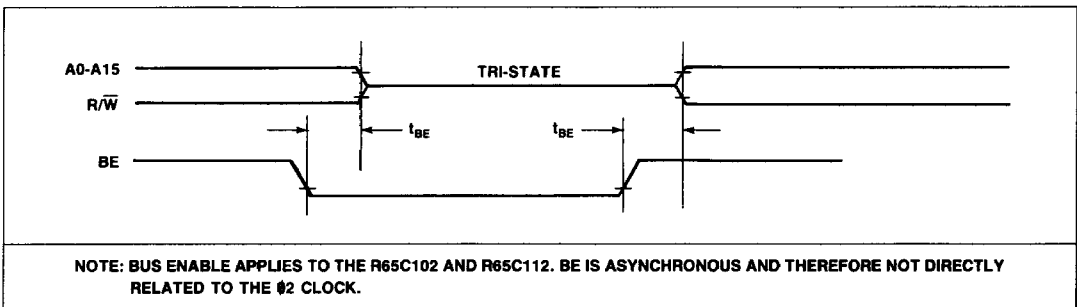 A0-A15
TRI-STATE
R/W̅
tBE
tBE
BE
NOTE: BUS ENABLE APPLIES TO THE R65C102 AND R65C112. BE IS ASYNCHRONOUS AND THEREFORE NOT DIRECTLY
RELATED TO THE ϕ2 CLOCK.